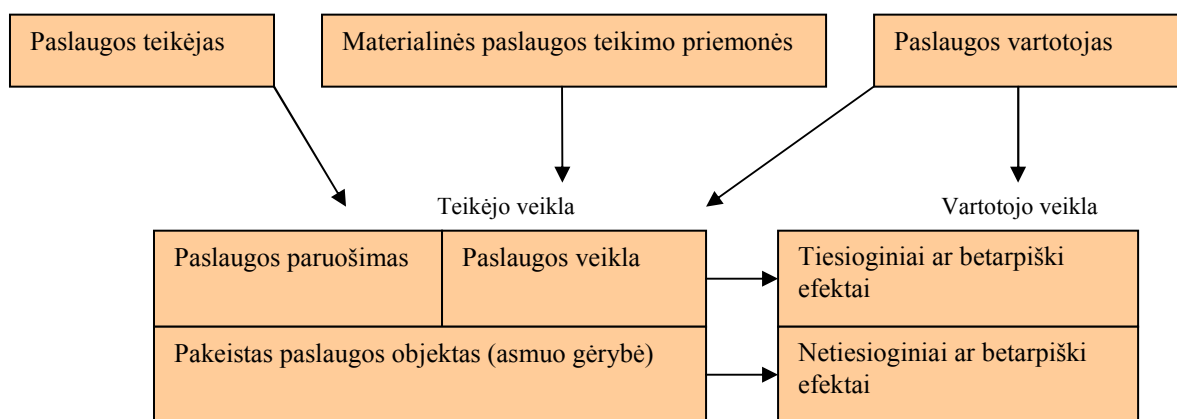 Paslaugos teikėjas
Materialinės paslaugos teikimo priemonės
Paslaugos vartotojas
Teikėjo veikla
Vartotojo veikla
Paslaugos paruošimas
Paslaugos veikla
Tiesioginiai ar betarpiški
efektai
Pakeistas paslaugos objektas (asmuo gėrybė)
Netiesioginiai ar betarpiški
efektai